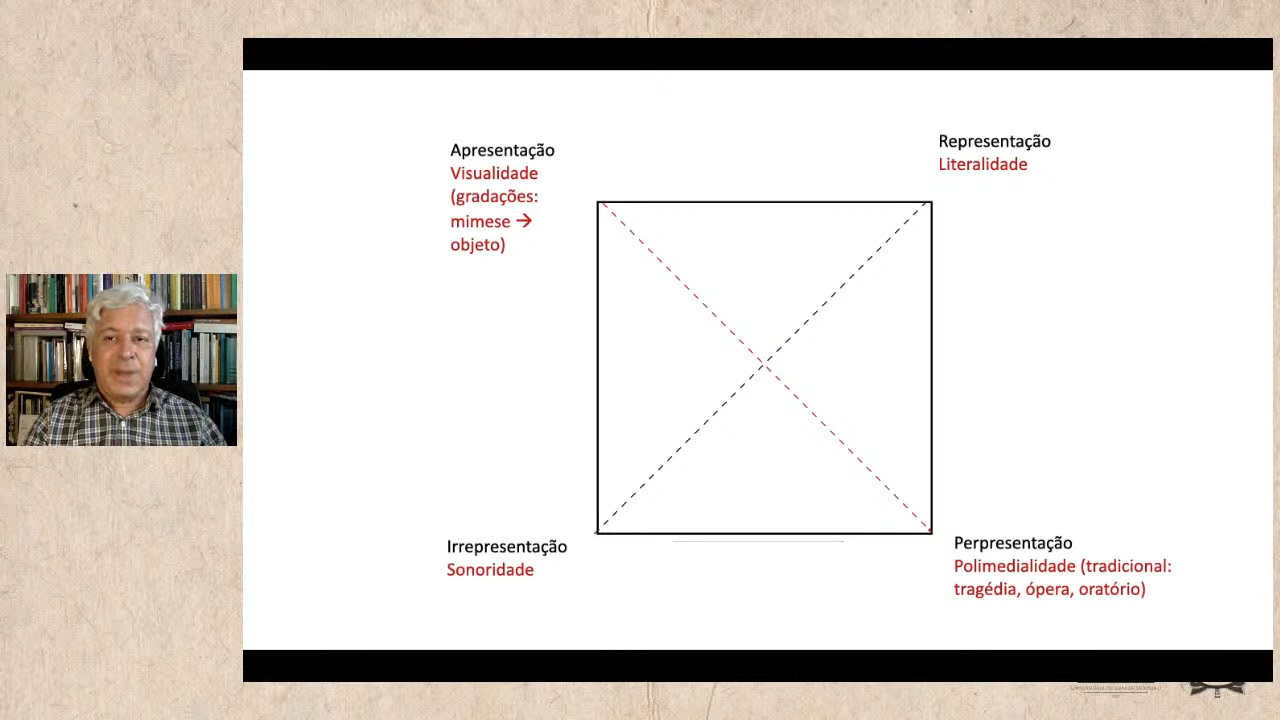 Apresentação
Visualidade
(gradações:
mimese →
objeto)
Representação
Literalidade
Irrepresentação
Sonoridade
Perpresentação
Polimedialidade (tradicional:
tragédia, ópera, oratório)